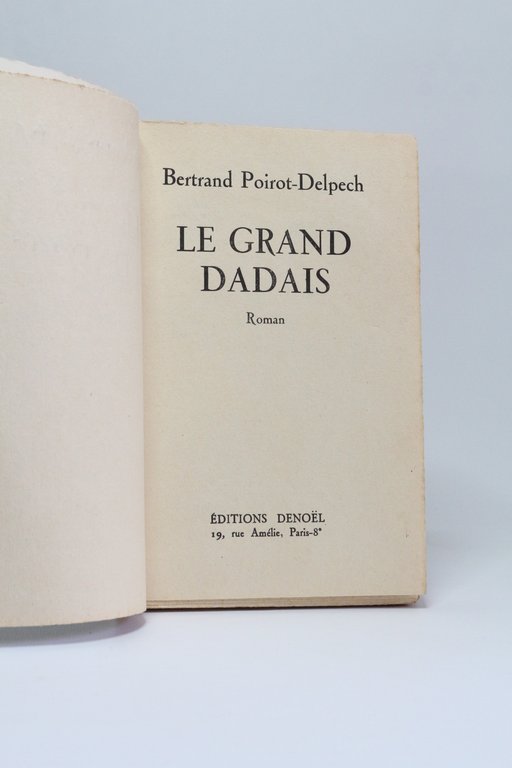 Bertrand Poirot-Delpech
LE GRAND
DADAIS
Roman
ÉDITIONS DENOËL
19, rue Amélie, Paris-8ᵉ